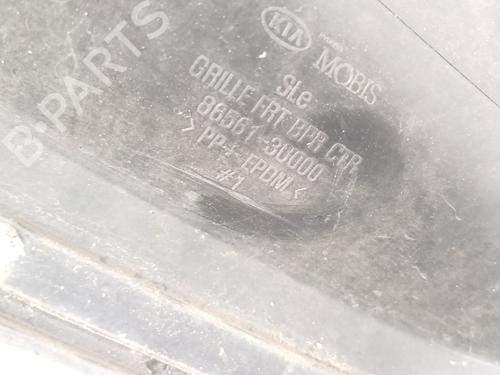 KIA MOBIS
SLe
GRILLE FRT BPR CTR
86561-3U000
>PP+EPDM<
#1
B PARTS